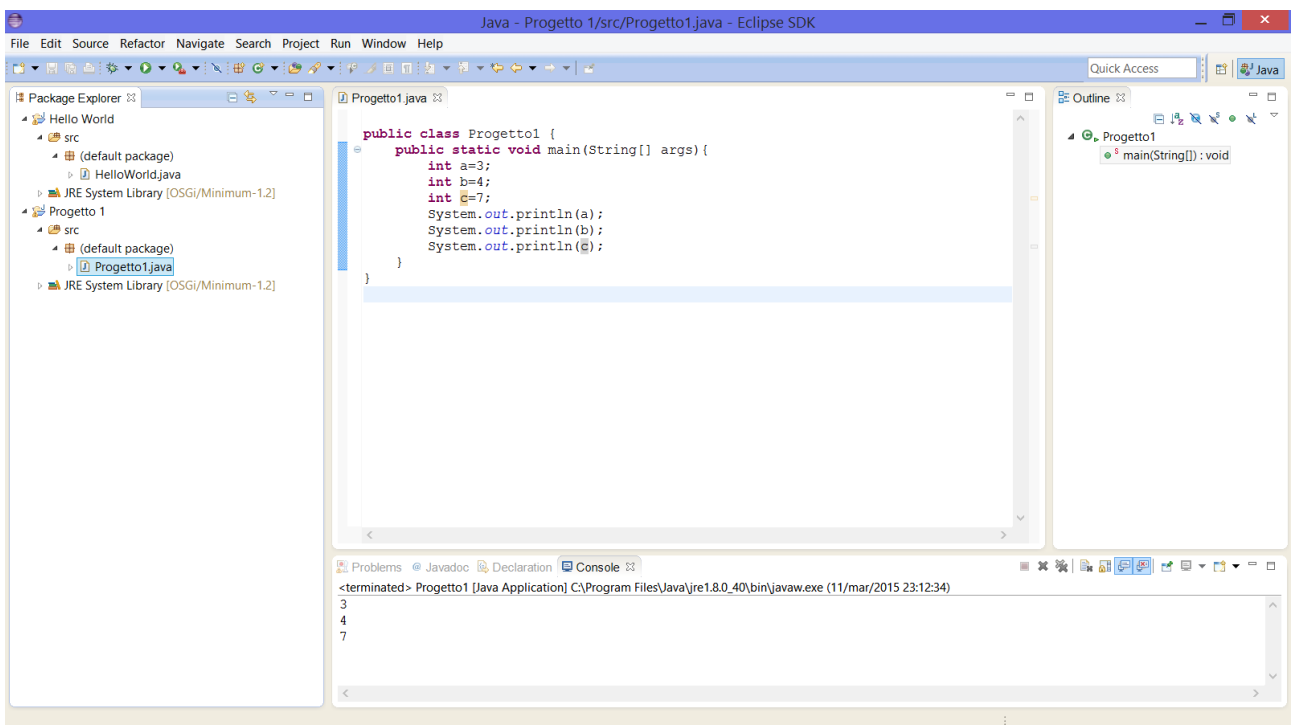 Java - Progetto 1/src/Progetto1.java - Eclipse SDK
File Edit Source Refactor Navigate Search Project Run Window Help
Quick Access
Java
Package Explorer
Hello World
src
(default package)
HelloWorld.java
JRE System Library [OSGi/Minimum-1.2]
Progetto 1
src
(default package)
Progetto1.java
JRE System Library [OSGi/Minimum-1.2]
Progetto1.java
public class Progetto1 {
public static void main(String[] args){
int a=3;
int b=4;
int c=7;
System.out.println(a);
System.out.println(b);
System.out.println(c);
}
}
Outline
Progetto1
main(String[]) : void
Problems @ Javadoc Declaration Console
<terminated> Progetto1 [Java Application] C:\Program Files\Java\jre1.8.0_40\bin\javaw.exe (11/mar/2015 23:12:34)
3
4
7